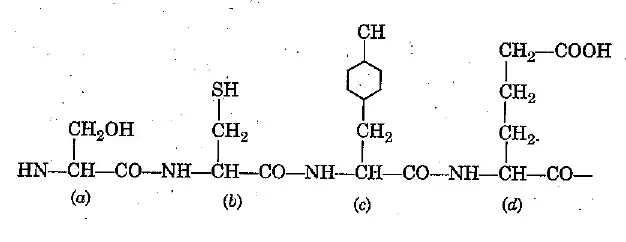 CH
CH₂—COOH
SH
CH₂
CH₂OH
CH₂
CH₂
CH₂
HN—CH—CO—NH—CH—CO—NH—CH—CO—NH—CH—CO—
(a) (b) (c) (d)